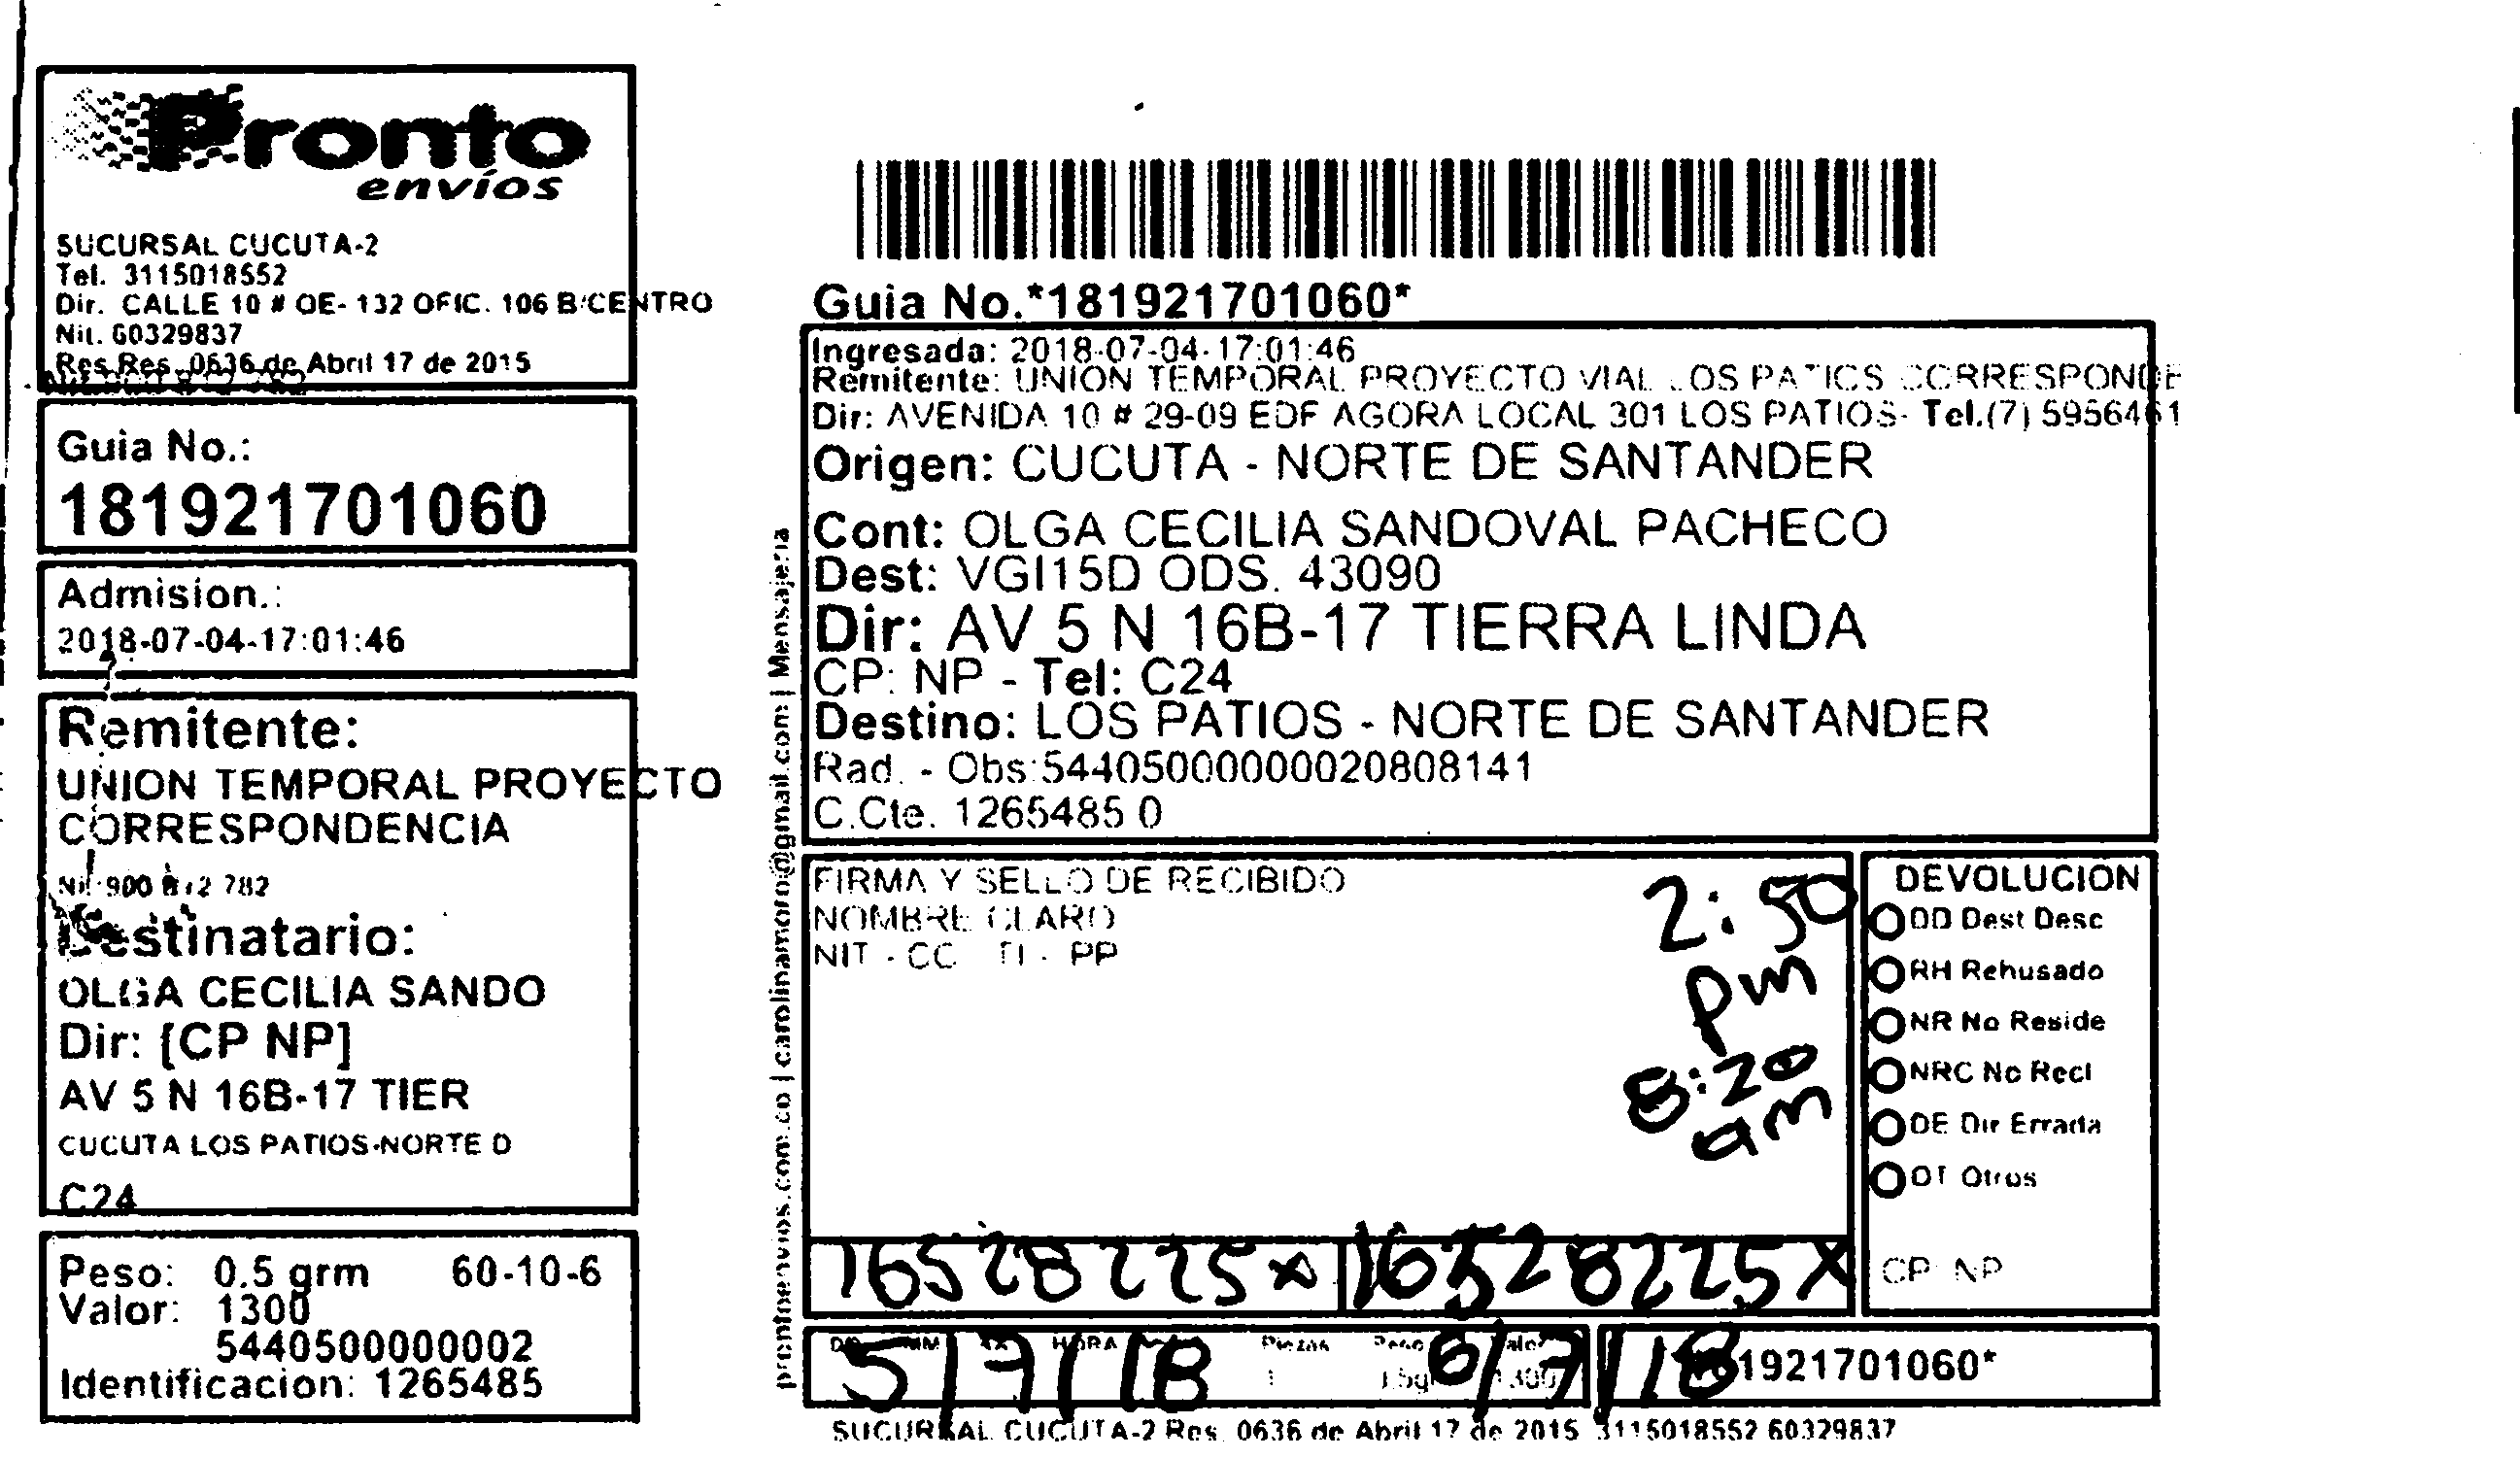 Pronto
envíos
SUCURSAL CUCUTA-2
Tel. 3115018552
Dir. CALLE 10 # OE- 132 OFIC. 106 B/CENTRO
Nit. 60329837
Res.Res. 0636 de Abril 17 de 2015
Guia No.:
181921701060
Admision.:
2018-07-04-17:01:46
Remitente:
UNION TEMPORAL PROYECTO
CORRESPONDENCIA
Nit 900 782
Destinatario:
OLGA CECILIA SANDO
Dir: [CP NP]
AV 5 N 16B-17 TIER
CUCUTA LOS PATIOS-NORTE D
C24
Peso: 0.5 grm 60-10-6
Valor: 1300
5440500000002
Identificacion: 1265485
prontoenvios.com.co | carolinamoro@gmail.com | Mensajeria
Guia No.*181921701060*
Ingresada: 2018-07-04-17:01:46
Remitente: UNION TEMPORAL PROYECTO VIAL LOS PATIOS CORRESPONDE
Dir: AVENIDA 10 # 29-09 EDF AGORA LOCAL 301 LOS PATIOS- Tel.(7) 5956461
Origen: CUCUTA - NORTE DE SANTANDER
Cont: OLGA CECILIA SANDOVAL PACHECO
Dest: VGI15D ODS. 43090
Dir: AV 5 N 16B-17 TIERRA LINDA
CP: NP - Tel: C24
Destino: LOS PATIOS - NORTE DE SANTANDER
Rad. - Obs:544050000000020808141
C.Cte. 1265485 0
FIRMA Y SELLO DE RECIBIDO
NOMBRE CLARO
NIT - CC - TI - PP
2:50
pm
8:20
am
16528225x 16528225x
DEVOLUCION
DD Dest Desc
RH Rehusado
NR No Reside
NRC No Recl
DE Dir Errada
OT Otros
CP: NP
HORA Piezas Peso Valor
5/7/18 1 6/7/18 1921701060*
SUCURSAL CUCUTA-2 Res. 0636 de Abril 17 de 2015 3115018552 60329837